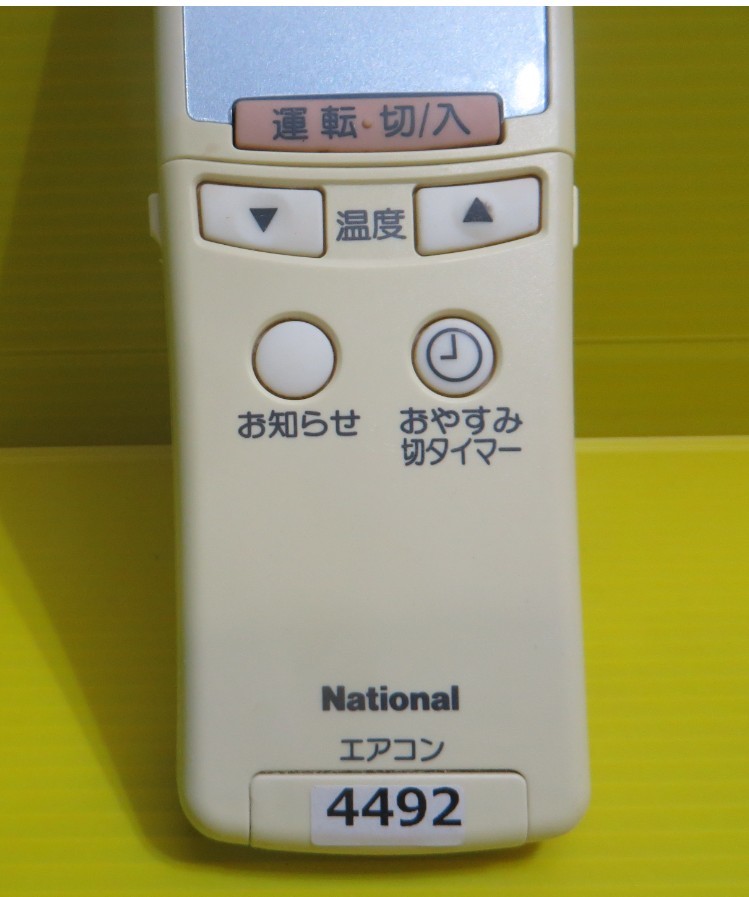 運転・切/入
▼ 温度 ▲
お知らせ
おやすみ
切タイマー
National
エアコン
4492